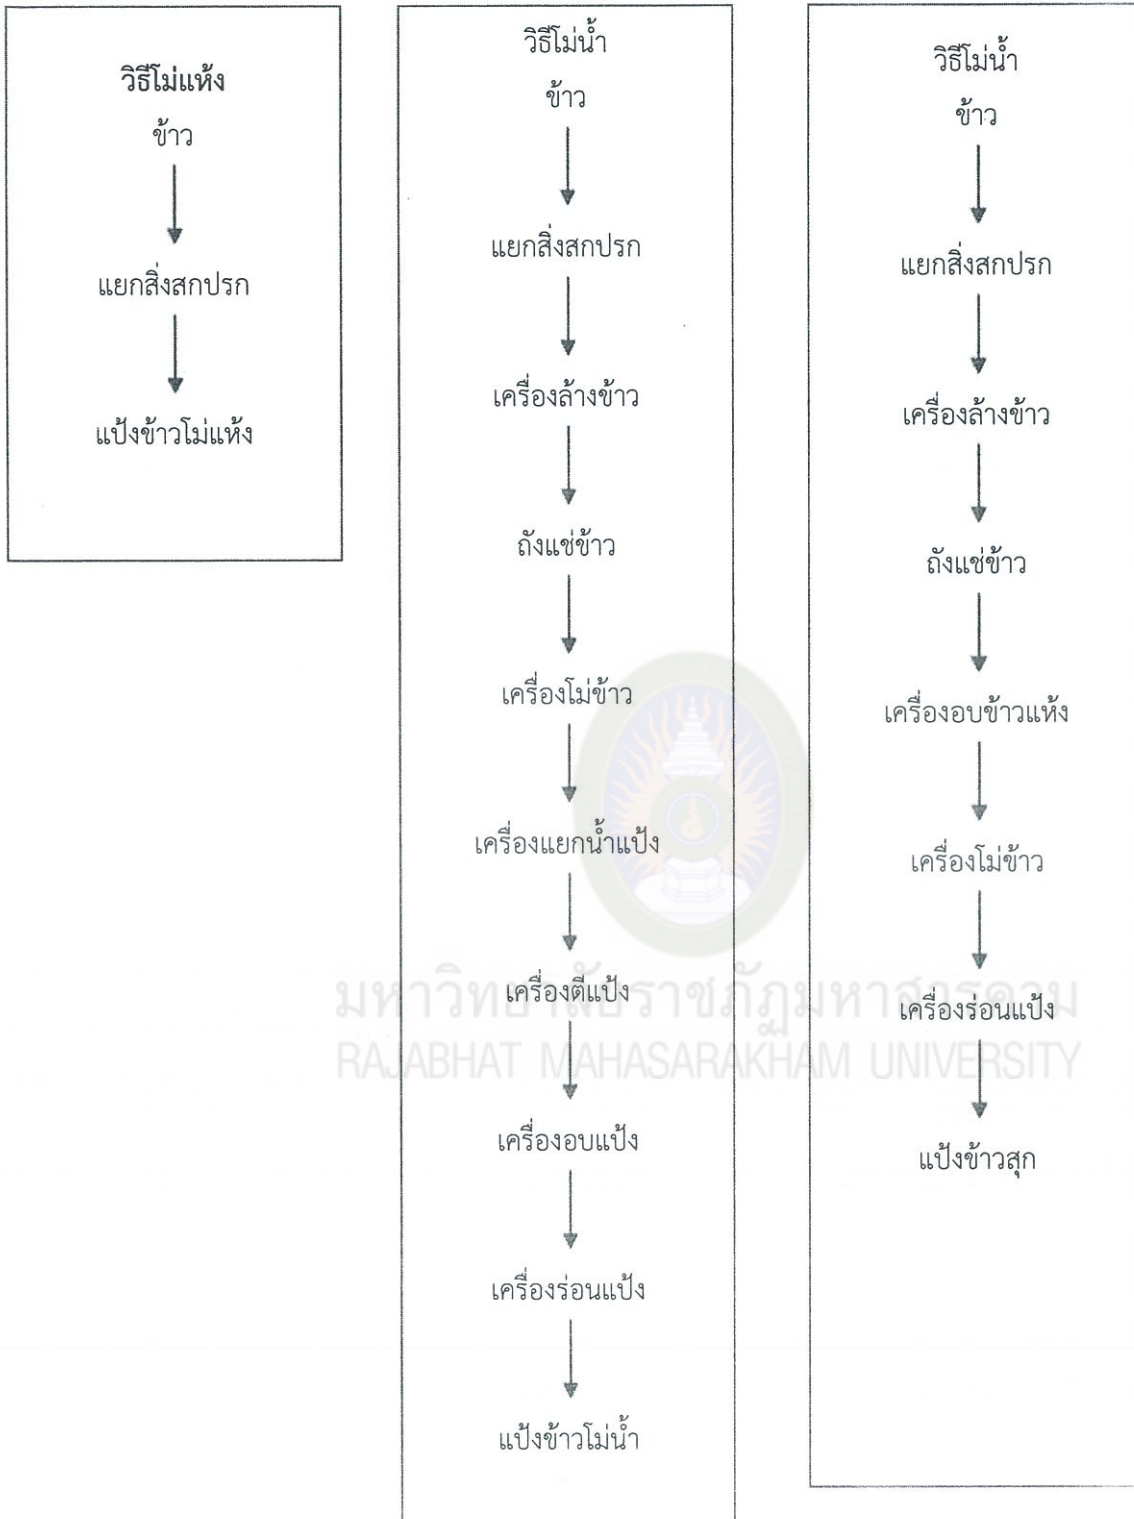 วิธีโม่แห้ง
ข้าว
แยกสิ่งสกปรก
แป้งข้าวโม่แห้ง
วิธีโม่น้ำ
ข้าว
แยกสิ่งสกปรก
เครื่องล้างข้าว
ถังแช่ข้าว
เครื่องโม่ข้าว
เครื่องแยกน้ำแป้ง
เครื่องตีแป้ง
เครื่องอบแป้ง
เครื่องร่อนแป้ง
แป้งข้าวโม่น้ำ
วิธีโม่น้ำ
ข้าว
แยกสิ่งสกปรก
เครื่องล้างข้าว
ถังแช่ข้าว
เครื่องอบข้าวแห้ง
เครื่องโม่ข้าว
เครื่องร่อนแป้ง
แป้งข้าวสุก
มหาวิทยาลัยราชภัฏมหาสารคาม
RAJABHAT MAHASARAKHAM UNIVERSITY